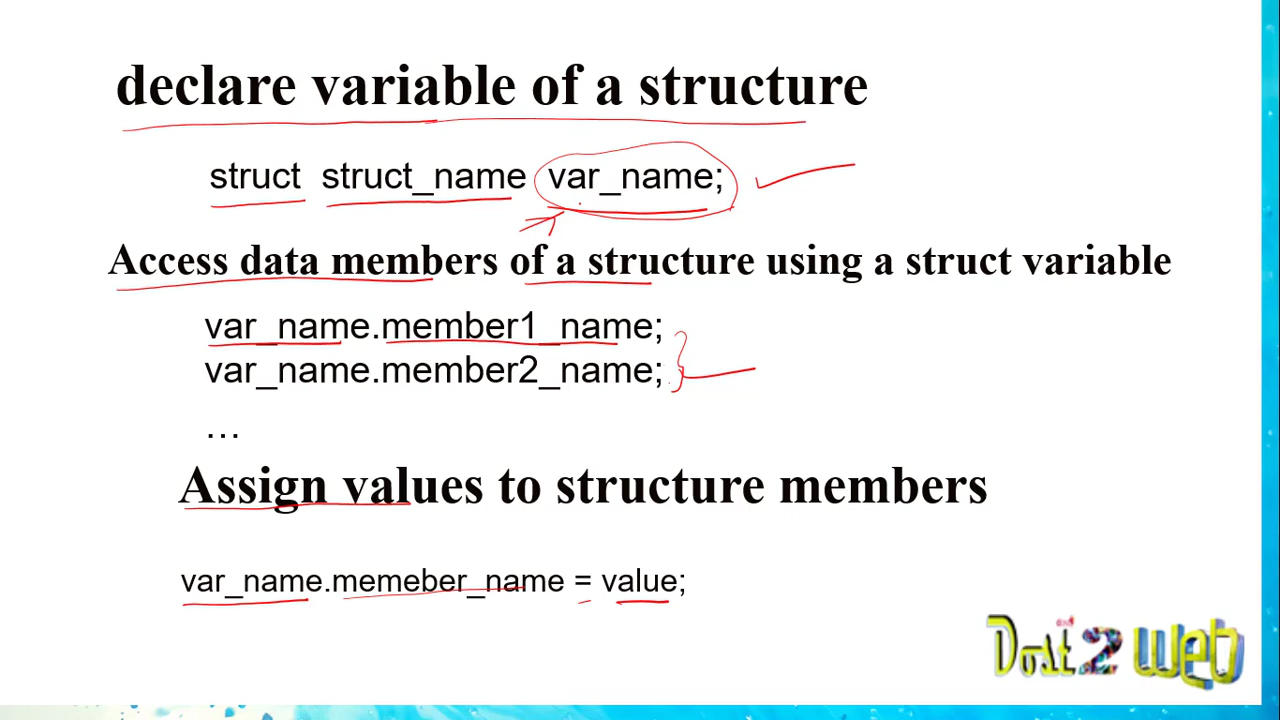 declare variable of a structure
struct struct_name var_name;
Access data members of a structure using a struct variable
var_name.member1_name;
var_name.member2_name;
…
Assign values to structure members
var_name.memeber_name = value;
Dost 2 Web